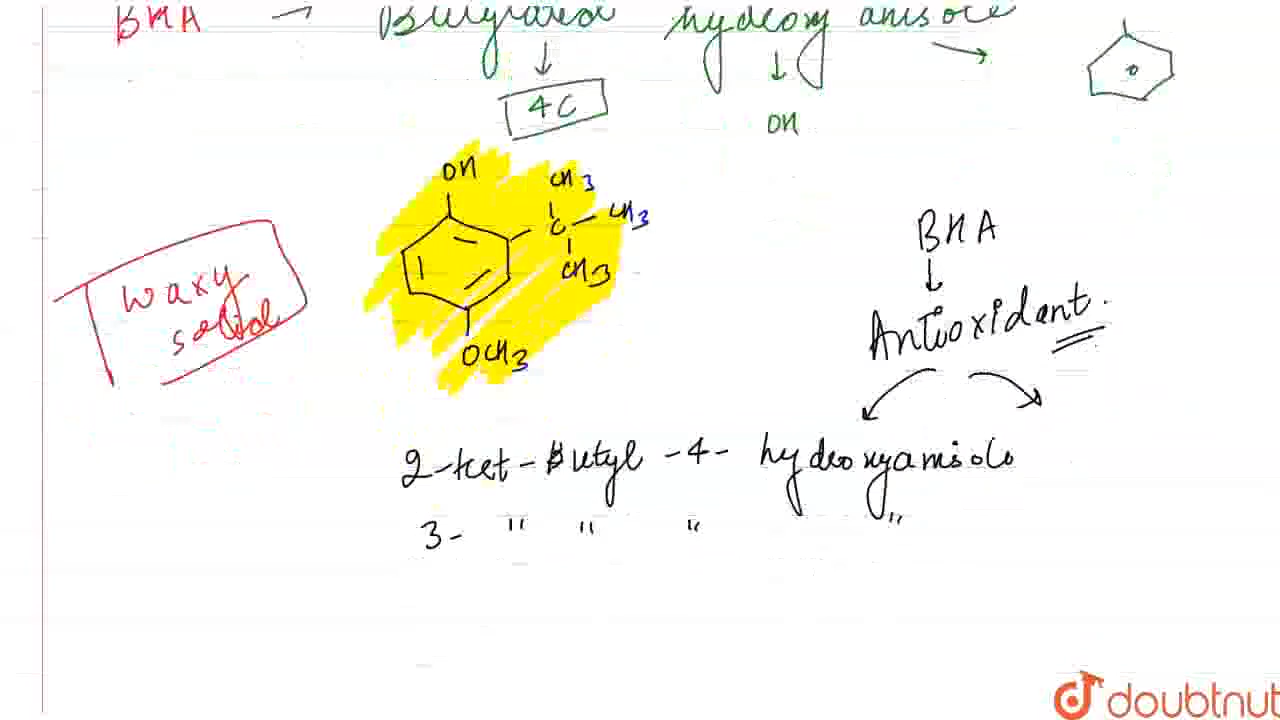 BHA → Butylated hydroxy anisole
4C
OH
OH
CH3
CH3
C
CH3
OCH3
waxy
solid
BHA
Antioxidant.
2-tet-Butyl-4-hydroxyanisole
3- " " " "
doubtnut